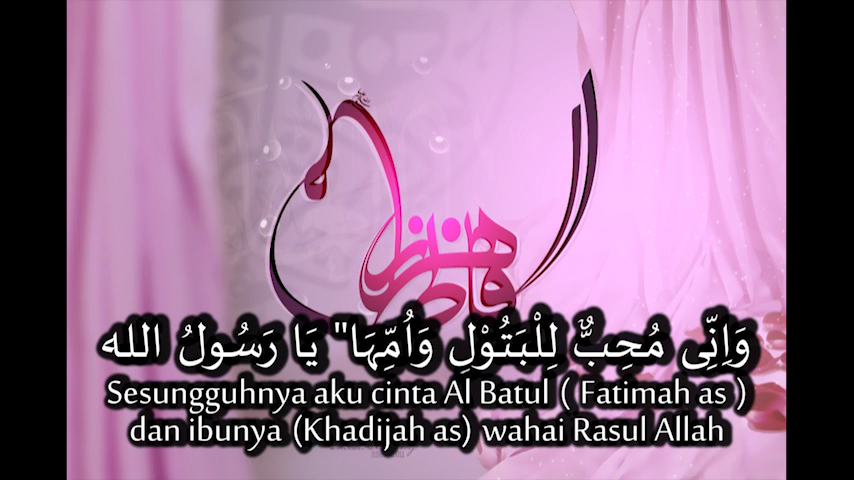 وَاِنِّى مُحِبٌّ لِلْبَتُوْلِ وَاُمِّهَا" يَا رَسُولُ الله
Sesungguhnya aku cinta Al Batul ( Fatimah as )
dan ibunya (Khadijah as) wahai Rasul Allah